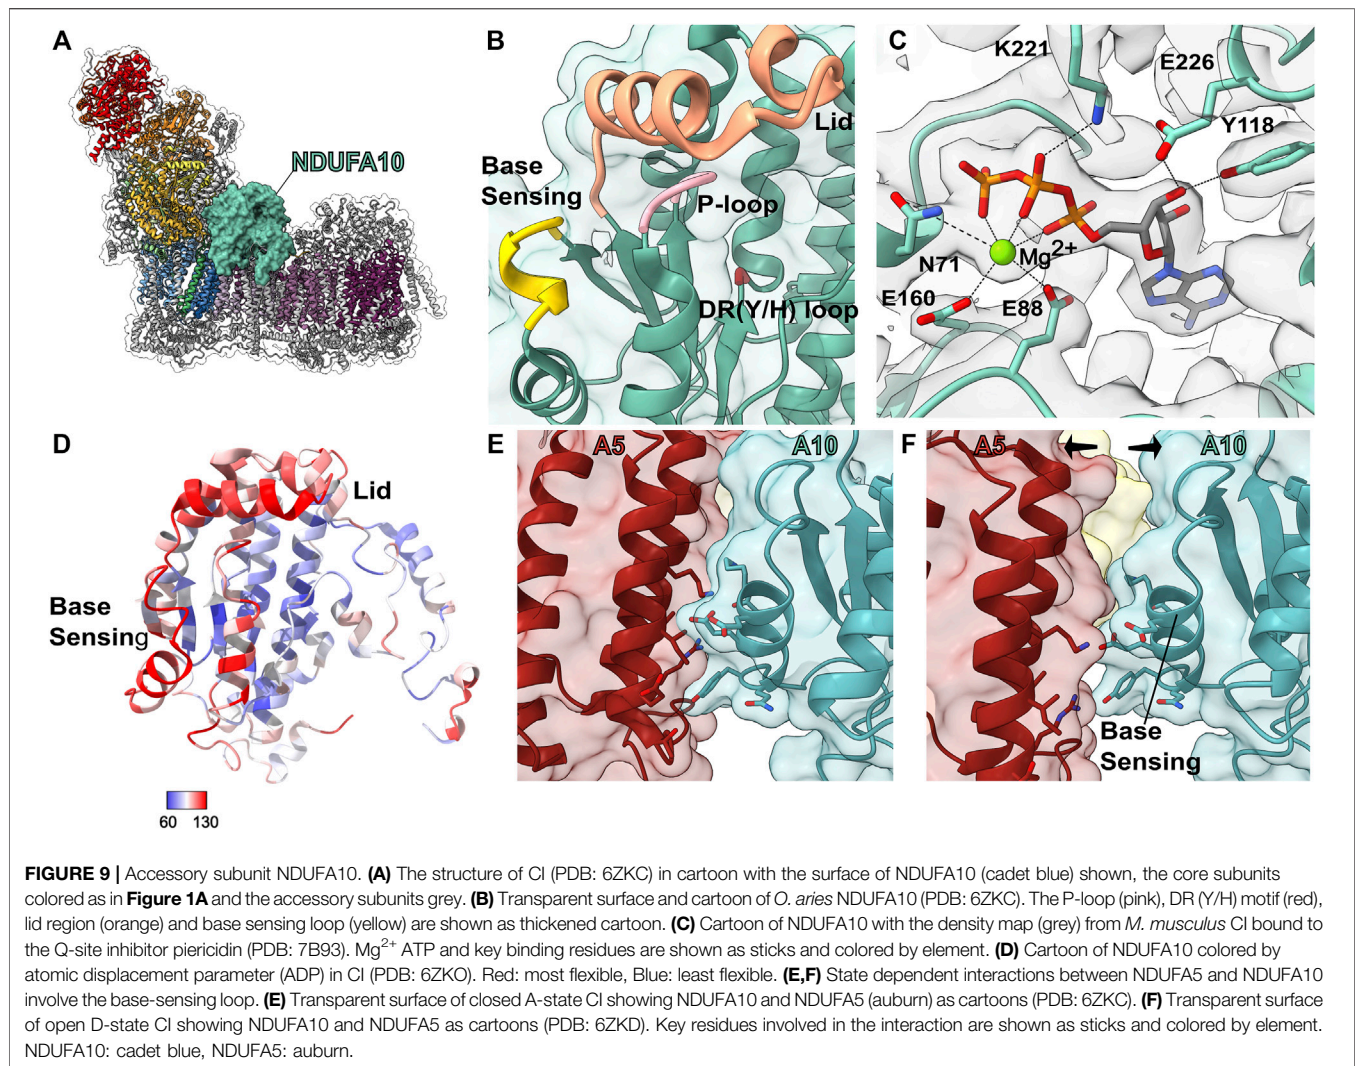 A
NDUFA10
B
Base
Sensing
Lid
P-loop
DR(Y/H) loop
C
K221
E226
Y118
N71
Mg2+
E160
E88
D
Lid
Base
Sensing
60 130
E
A5
A10
F
A5
A10
Base
Sensing
FIGURE 9 | Accessory subunit NDUFA10. (A) The structure of CI (PDB: 6ZKC) in cartoon with the surface of NDUFA10 (cadet blue) shown, the core subunits
colored as in Figure 1A and the accessory subunits grey. (B) Transparent surface and cartoon of O. aries NDUFA10 (PDB: 6ZKC). The P-loop (pink), DR (Y/H) motif (red),
lid region (orange) and base sensing loop (yellow) are shown as thickened cartoon. (C) Cartoon of NDUFA10 with the density map (grey) from M. musculus CI bound to
the Q-site inhibitor piericidin (PDB: 7B93). Mg2+ ATP and key binding residues are shown as sticks and colored by element. (D) Cartoon of NDUFA10 colored by
atomic displacement parameter (ADP) in CI (PDB: 6ZKO). Red: most flexible, Blue: least flexible. (E,F) State dependent interactions between NDUFA5 and NDUFA10
involve the base-sensing loop. (E) Transparent surface of closed A-state CI showing NDUFA10 and NDUFA5 (auburn) as cartoons (PDB: 6ZKC). (F) Transparent surface
of open D-state CI showing NDUFA10 and NDUFA5 as cartoons (PDB: 6ZKD). Key residues involved in the interaction are shown as sticks and colored by element.
NDUFA10: cadet blue, NDUFA5: auburn.